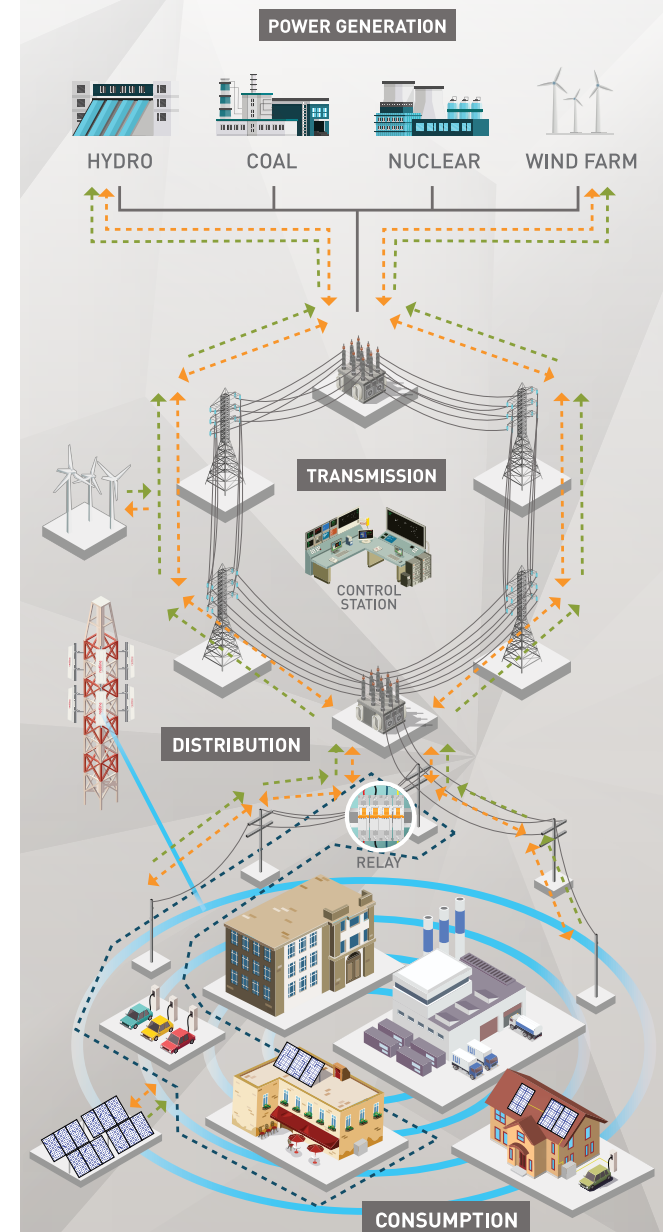 POWER GENERATION
HYDRO
COAL
NUCLEAR
WIND FARM
TRANSMISSION
CONTROL
STATION
DISTRIBUTION
RELAY
CONSUMPTION